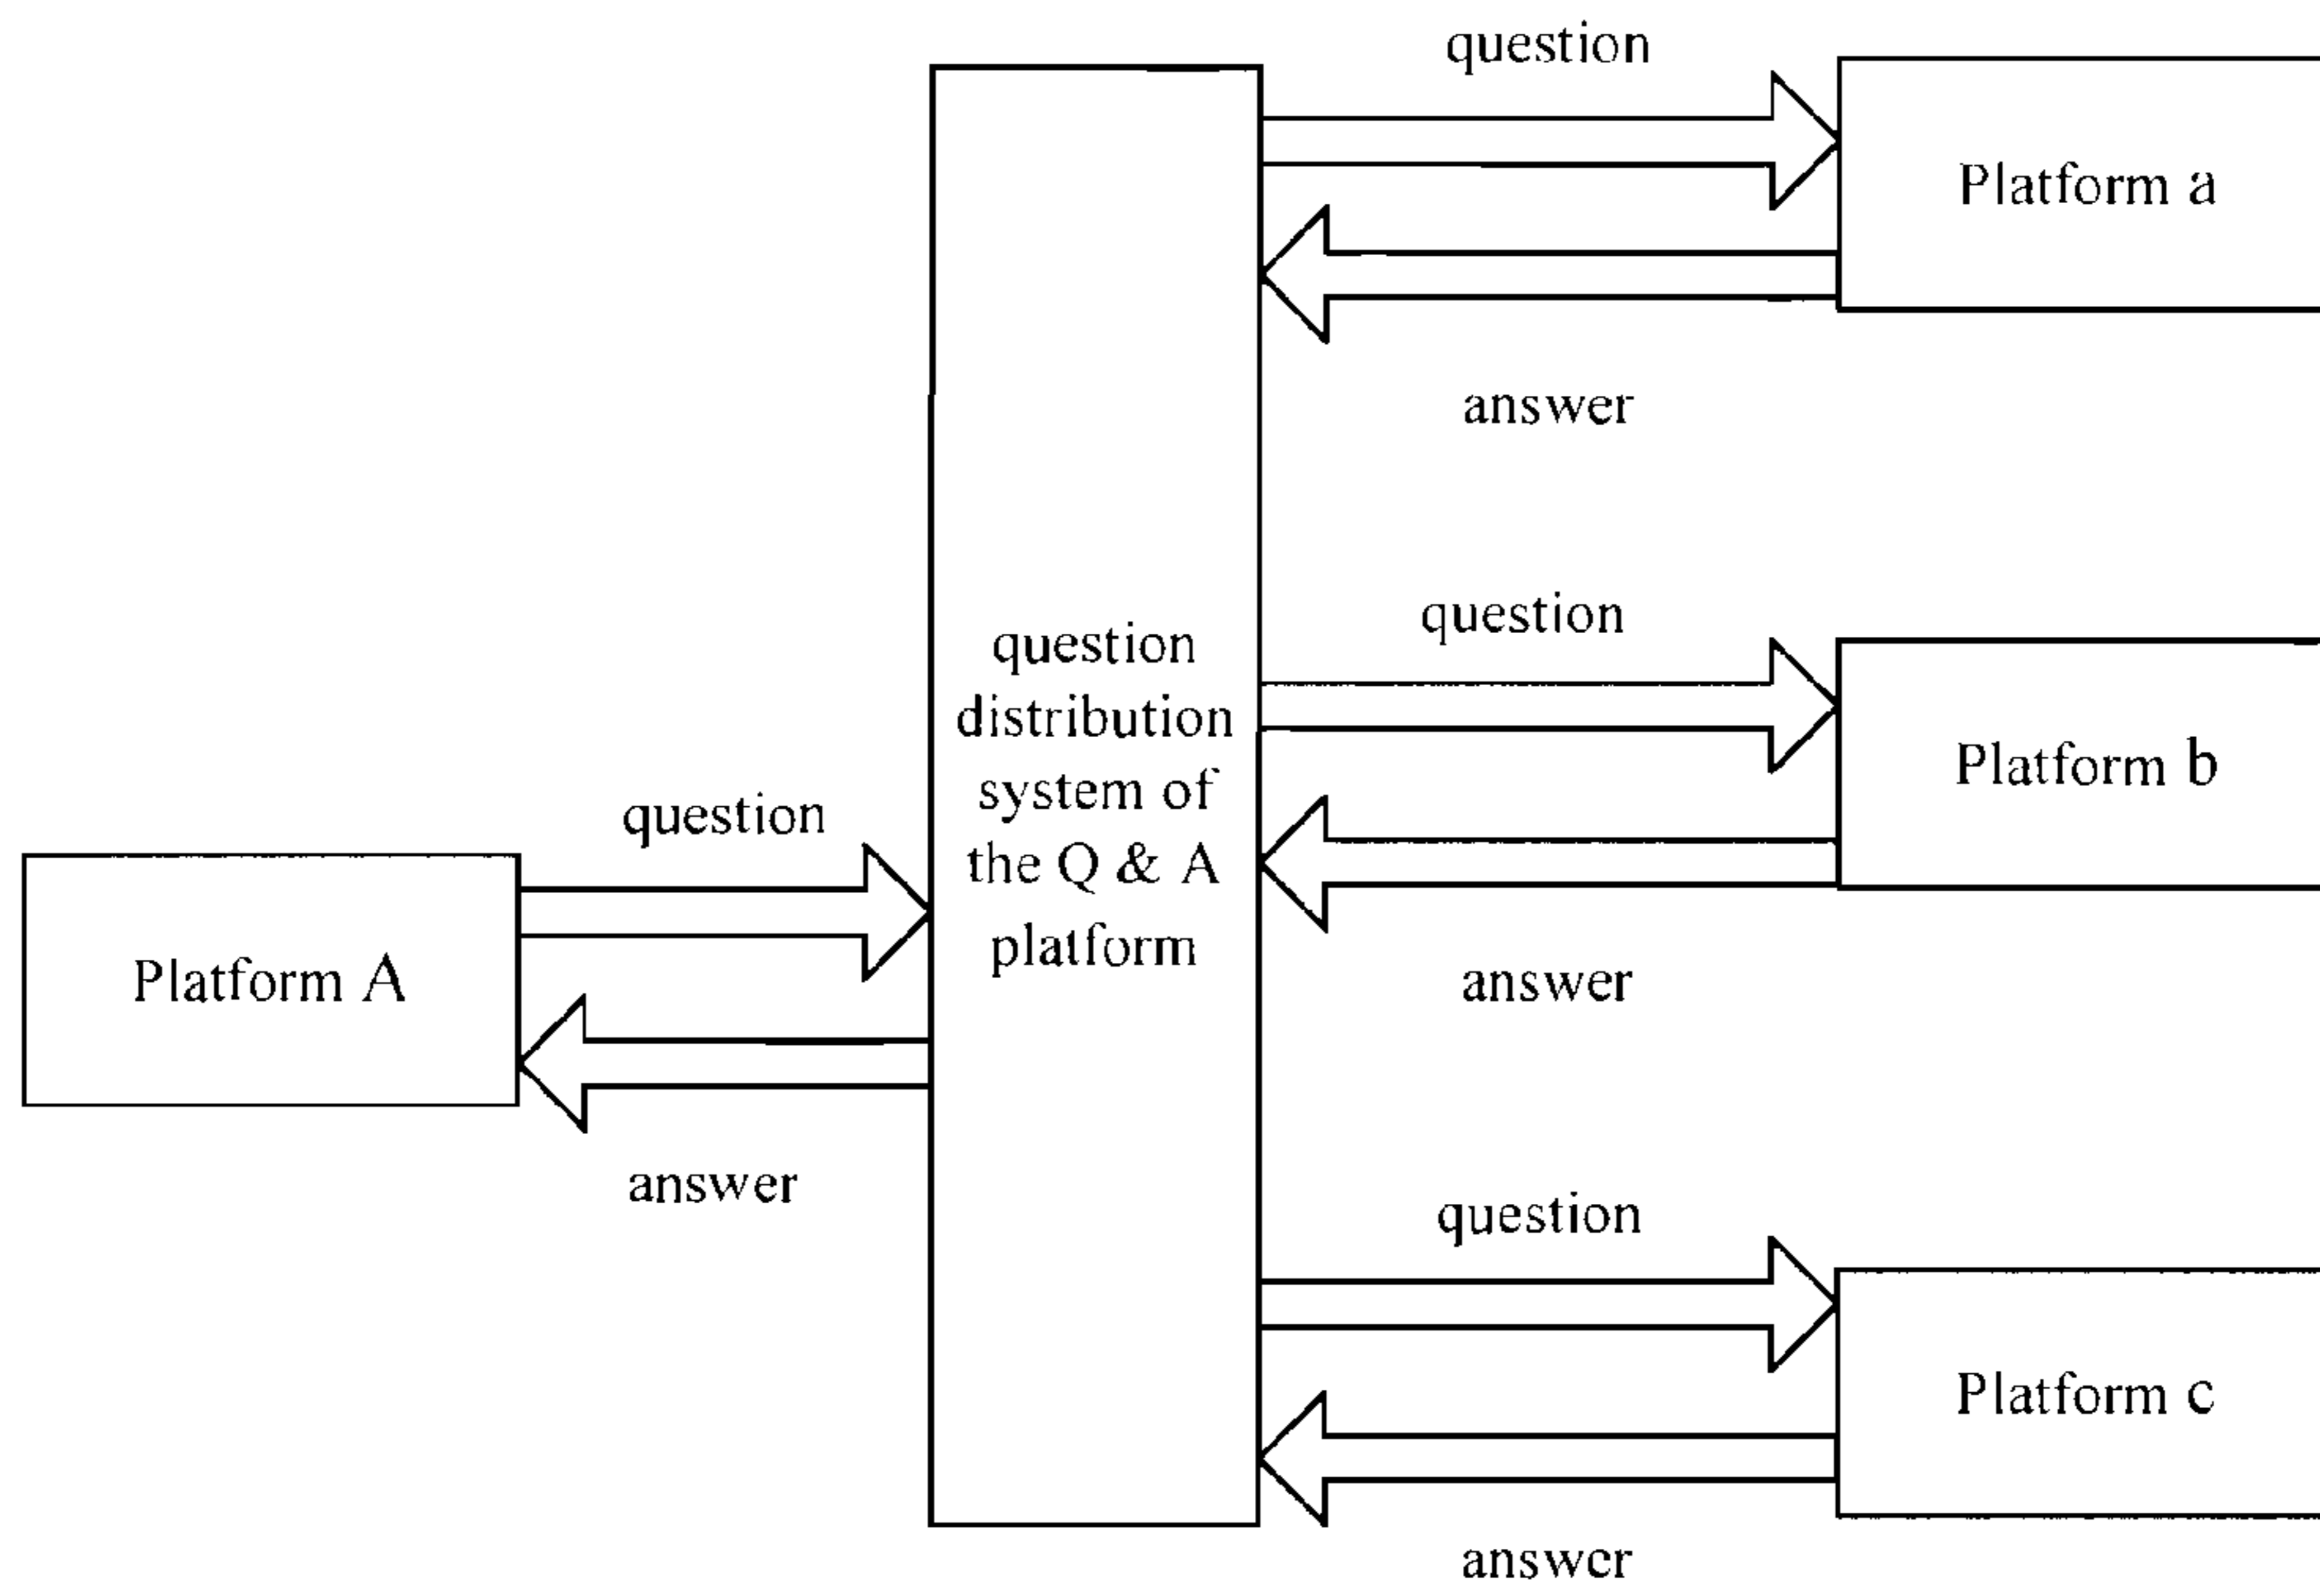 question
Platform a
answer
question
Platform b
answer
question
distribution
system of
the Q & A
platform
question
Platform A
answer
question
Platform c
answer